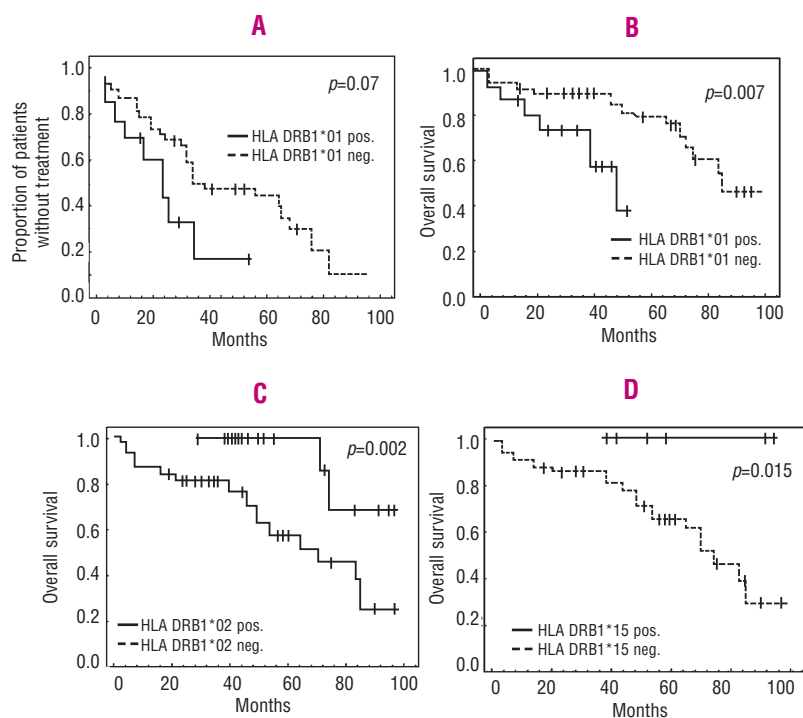 A
1.0
0.8
0.6
0.4
0.2
0.0
Proportion of patients
without treatment
p=0.07
HLA DRB1*01 pos.
HLA DRB1*01 neg.
0 20 40 60 80 100
Months
B
1.0
0.8
0.6
0.4
0.2
0.0
Overall survival
p=0.007
HLA DRB1*01 pos.
HLA DRB1*01 neg.
0 20 40 60 80 100
Months
C
1.0
0.8
0.6
0.4
0.2
0.0
Overall survival
p=0.002
HLA DRB1*02 pos.
HLA DRB1*02 neg.
0 20 40 60 80 100
Months
D
1.0
0.8
0.6
0.4
0.2
0.0
Overall survival
p=0.015
HLA DRB1*15 pos.
HLA DRB1*15 neg.
0 20 40 60 80 100
Months